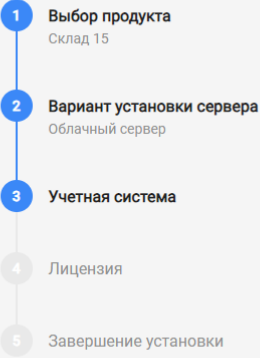 1 Выбор продукта
Склад 15
2 Вариант установки сервера
Облачный сервер
3 Учетная система
4 Лицензия
5 Завершение установки